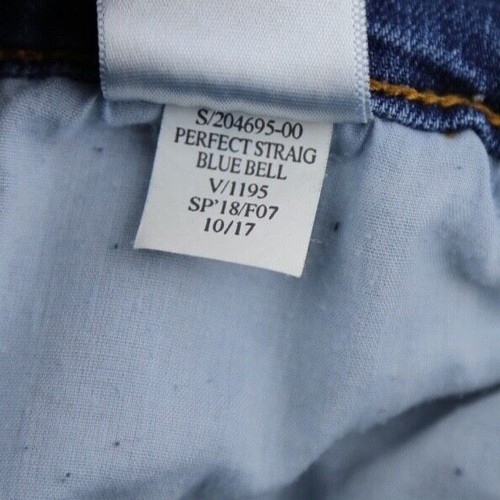 S/204695-00
PERFECT STRAIG
BLUE BELL
V/1195
SP'18/F07
10/17